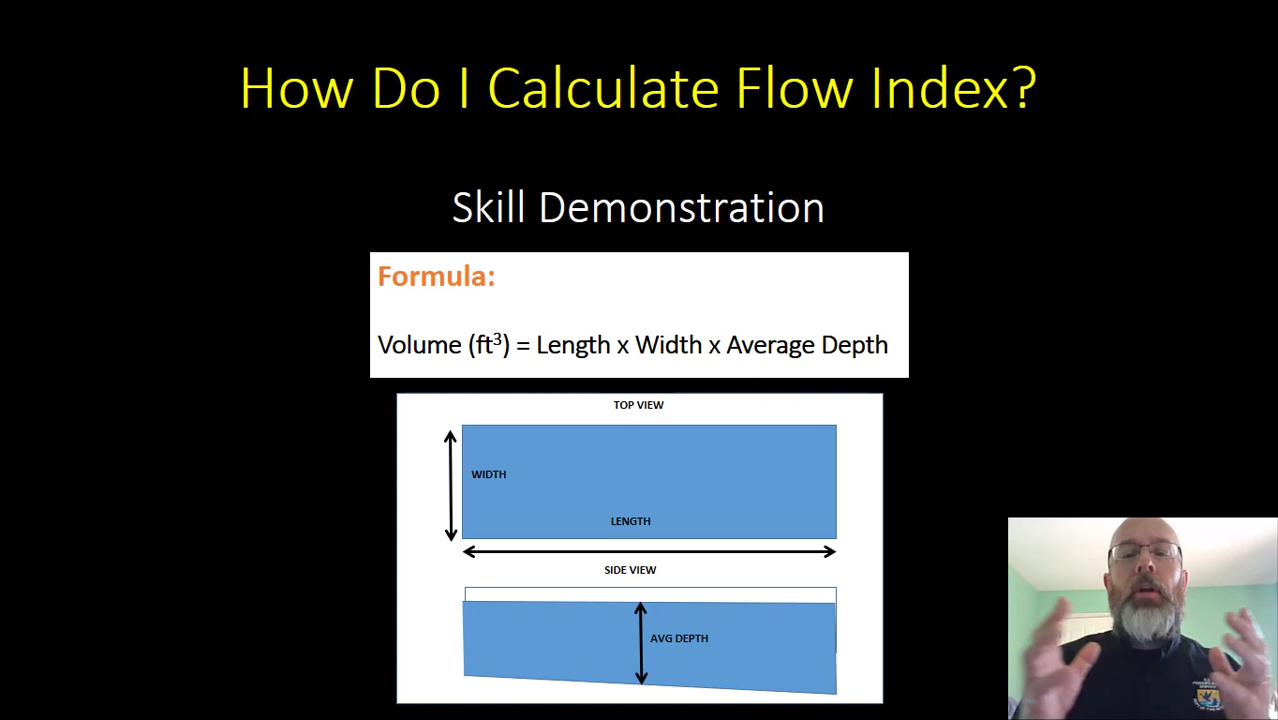 How Do I Calculate Flow Index?
Skill Demonstration
Formula:
Volume (ft³) = Length x Width x Average Depth
TOP VIEW
WIDTH
LENGTH
SIDE VIEW
AVG DEPTH